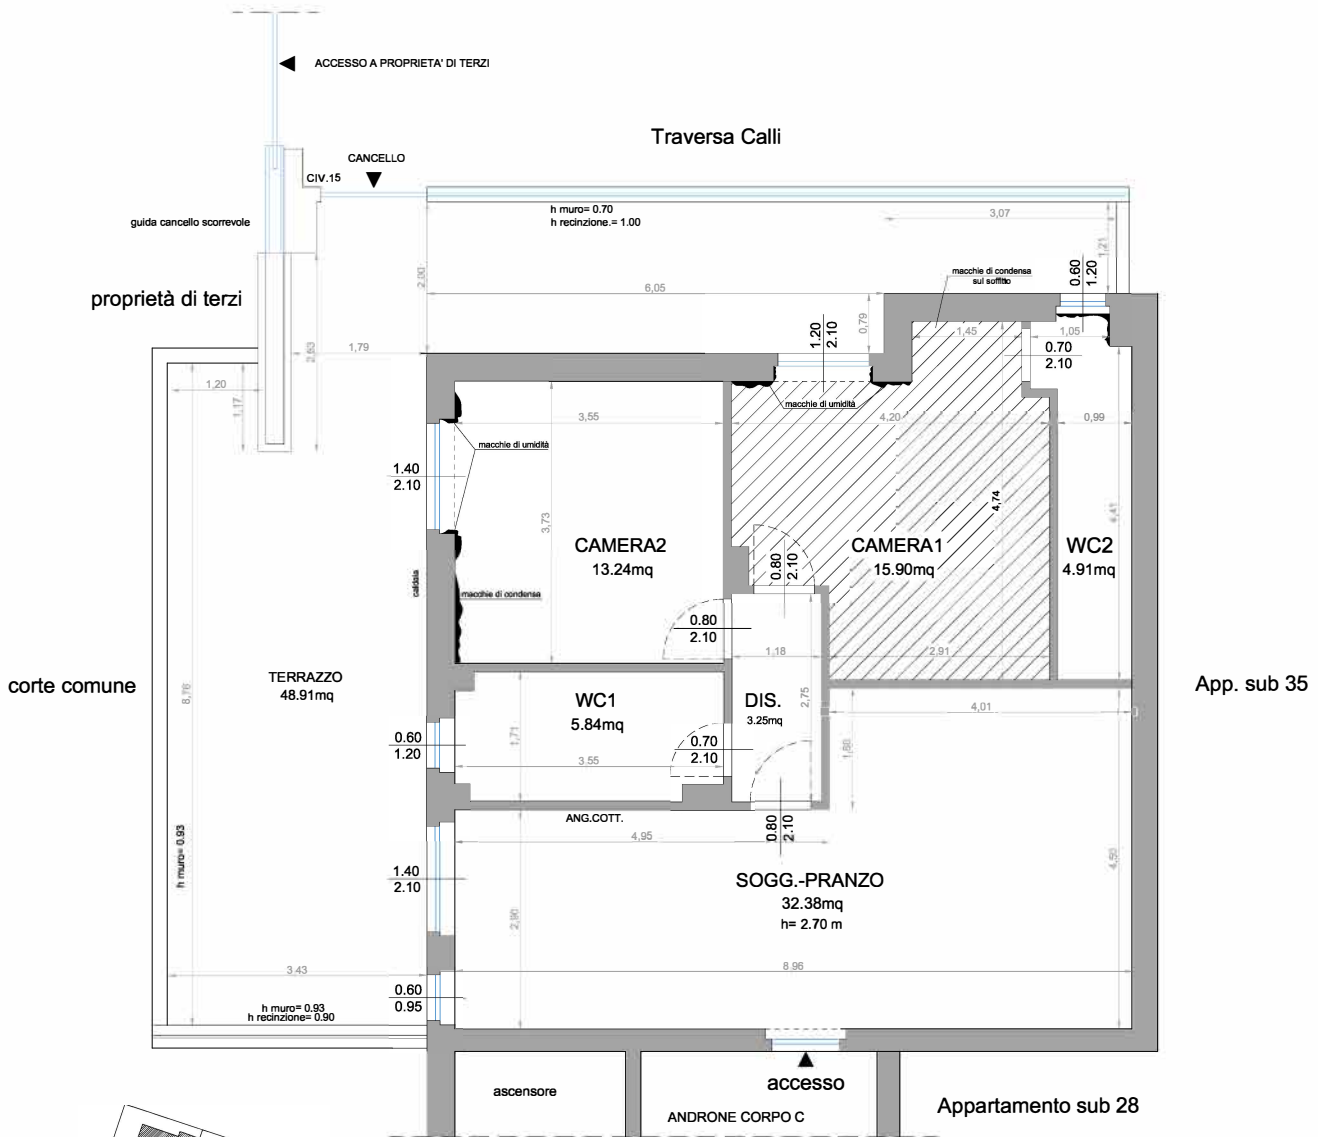 ACCESSO A PROPRIETA' DI TERZI
Traversa Calli
CANCELLO
CIV.15
h muro= 0.70
h recinzione.= 1.00
3,07
guida cancello scorrevole
1,21
macchie di condensa
sul soffitto
0.60
1.20
2,00
proprietà di terzi
6,05
1.20
2.10
0,79
1,45
1,05
0.70
2.10
2,63
1,79
1,20
1,17
macchie di umidità
3,55
4,20
0,99
macchie di umidità
1.40
2.10
3,73
4,74
4,41
CAMERA2
13.24mq
CAMERA1
15.90mq
WC2
4.91mq
0.80
2.10
caldaia
macchie di condensa
0.80
2.10
1,18
2,91
TERRAZZO
48.91mq
corte comune
8,76
WC1
5.84mq
DIS.
3.25mq
2,75
App. sub 35
4,01
0.60
1.20
1,71
0.70
2.10
3,55
ANG.COTT.
4,95
0.80
2.10
h muro= 0.93
1.40
2.10
SOGG.-PRANZO
32.38mq
h= 2.70 m
4,50
2,90
3,43
8,96
0.60
0.95
h muro= 0.93
h recinzione= 0.90
accesso
ascensore
ANDRONE CORPO C
Appartamento sub 28